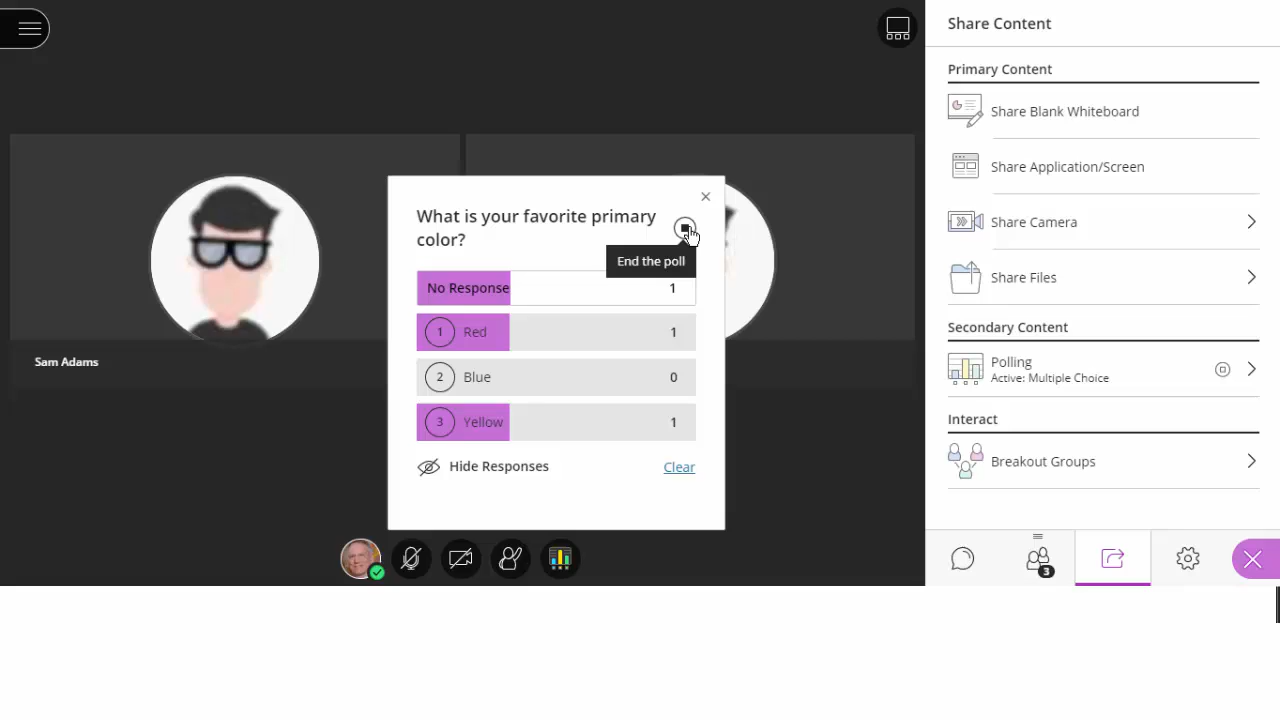 Share Content
Primary Content
Share Blank Whiteboard
Share Application/Screen
Share Camera
Share Files
Secondary Content
Polling
Active: Multiple Choice
Interact
Breakout Groups
3
Sam Adams
What is your favorite primary
color?
End the poll
No Response 1
1 Red 1
2 Blue 0
3 Yellow 1
Hide Responses Clear